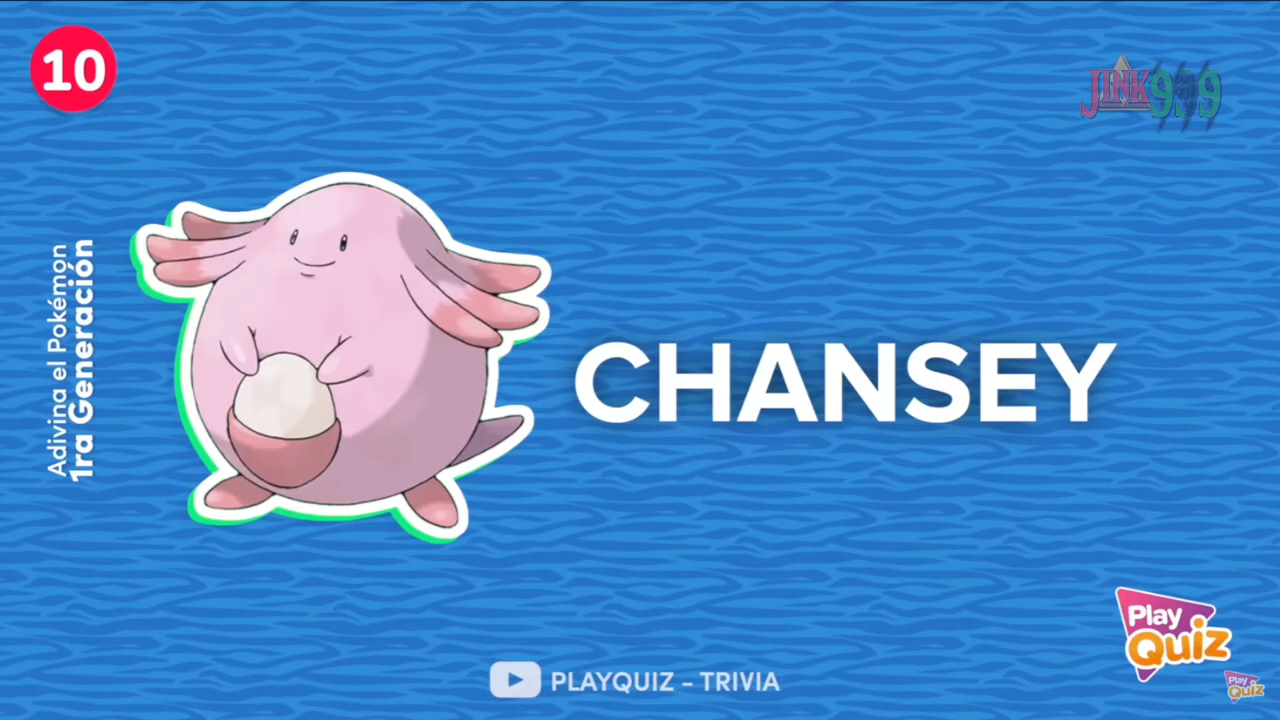 10
JINK999
Adivina el Pokémon
1ra Generación
CHANSEY
Play
Quiz
PLAYQUIZ - TRIVIA
Play
Quiz